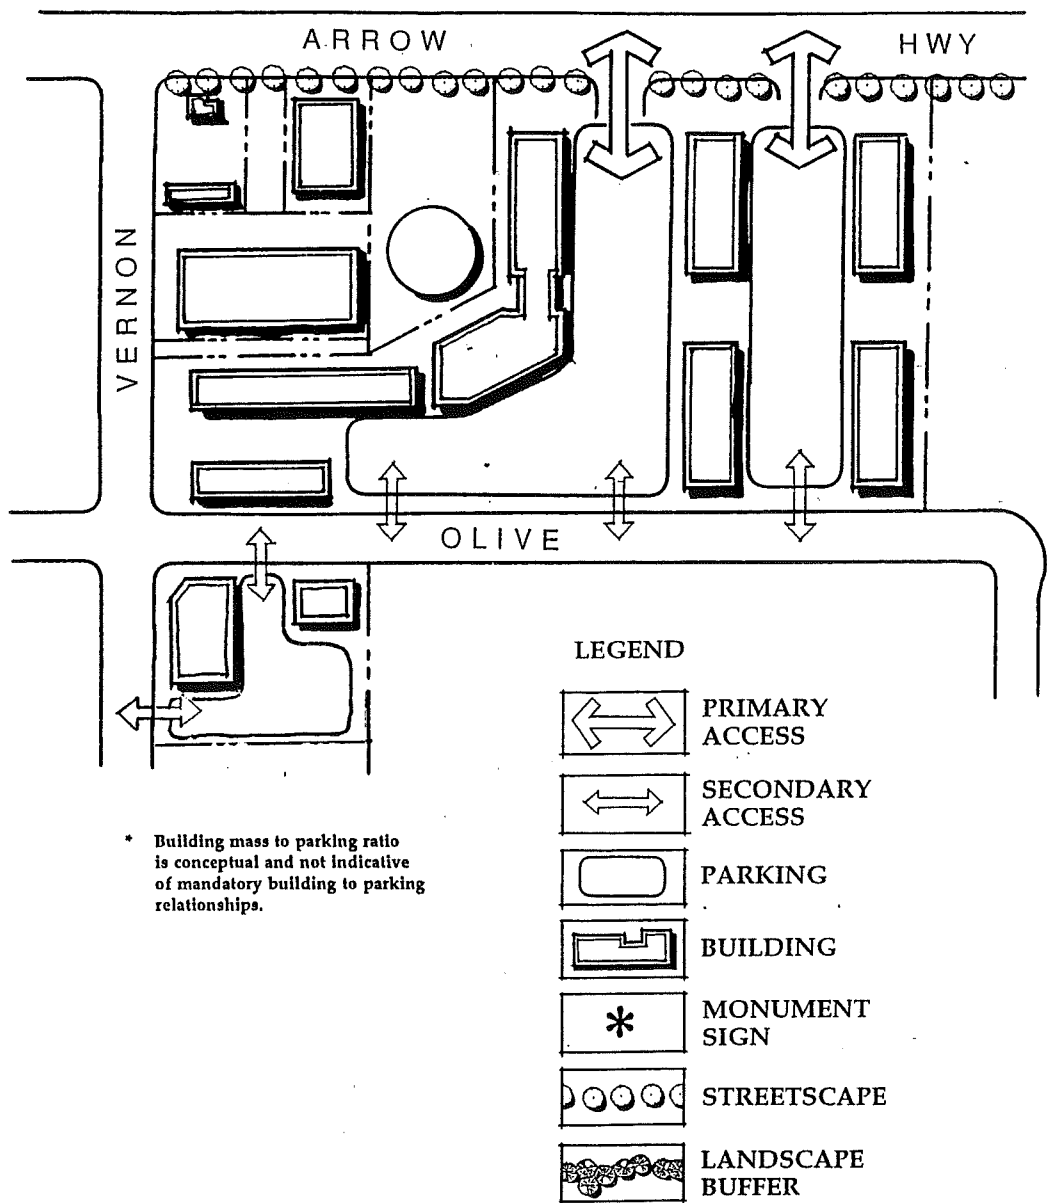 ARROW HWY
VERNON
OLIVE
LEGEND
PRIMARY
ACCESS
SECONDARY
ACCESS
PARKING
BUILDING
* MONUMENT
SIGN
STREETSCAPE
LANDSCAPE
BUFFER
* Building mass to parking ratio
is conceptual and not indicative
of mandatory building to parking
relationships.